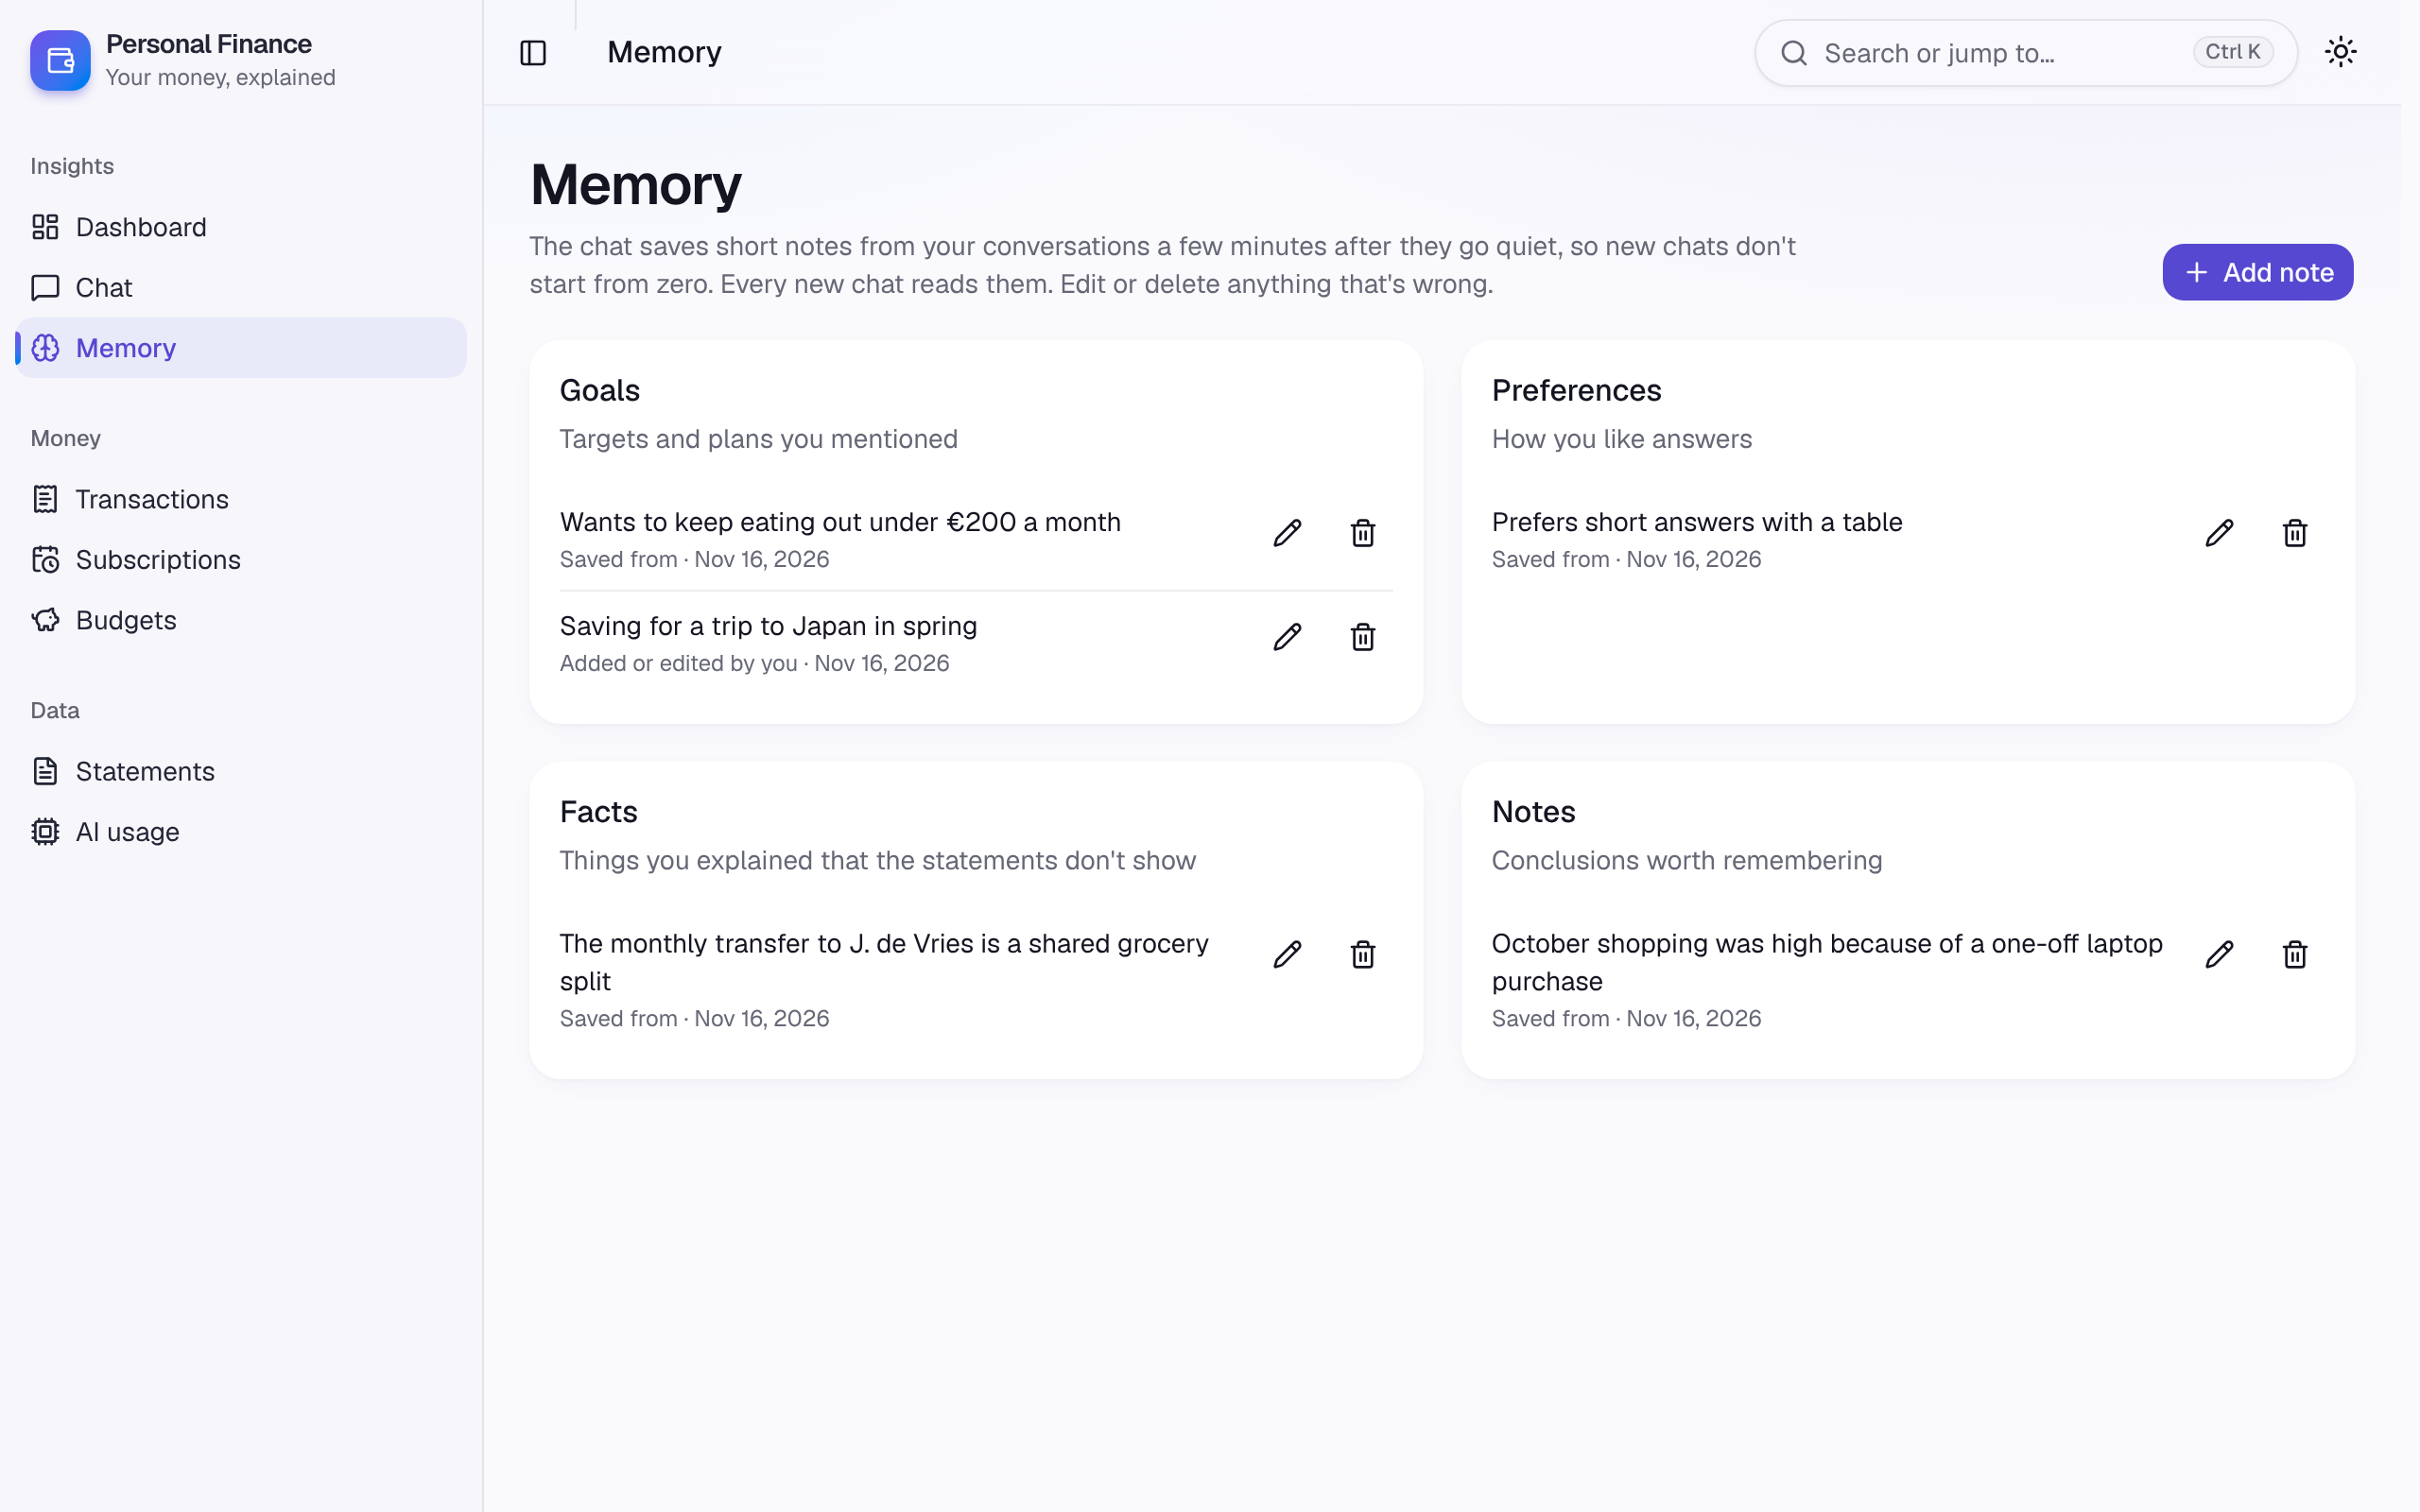 Personal Finance
Your money, explained
Insights
Dashboard
Chat
Memory
Money
Transactions
Subscriptions
Budgets
Data
Statements
AI usage
Memory
Search or jump to...
Ctrl K
Memory
The chat saves short notes from your conversations a few minutes after they go quiet, so new chats don't
start from zero. Every new chat reads them. Edit or delete anything that's wrong.
Add note
Goals
Targets and plans you mentioned
Wants to keep eating out under €200 a month
Saved from · Nov 16, 2026
Saving for a trip to Japan in spring
Added or edited by you · Nov 16, 2026
Preferences
How you like answers
Prefers short answers with a table
Saved from · Nov 16, 2026
Facts
Things you explained that the statements don't show
The monthly transfer to J. de Vries is a shared grocery
split
Saved from · Nov 16, 2026
Notes
Conclusions worth remembering
October shopping was high because of a one-off laptop
purchase
Saved from · Nov 16, 2026